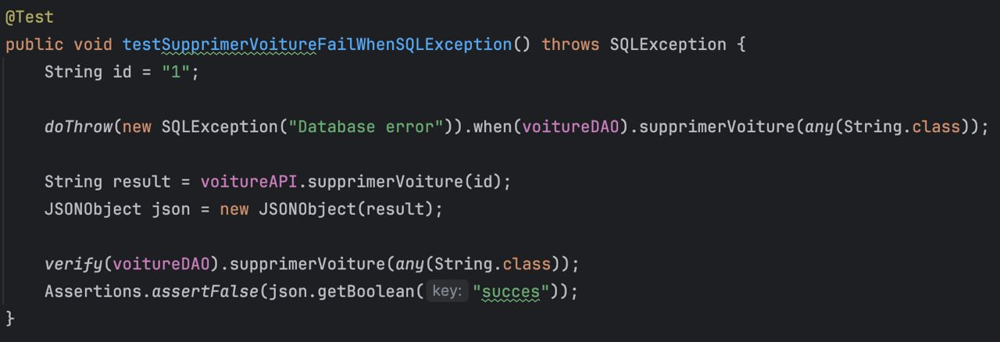 @Test
public void testSupprimerVoitureFailWhenSQLException() throws SQLException {
String id = "1";
doThrow(new SQLException("Database error")).when(voitureDAO).supprimerVoiture(any(String.class));
String result = voitureAPI.supprimerVoiture(id);
JSONObject json = new JSONObject(result);
verify(voitureDAO).supprimerVoiture(any(String.class));
Assertions.assertFalse(json.getBoolean( key: "succes"));
}